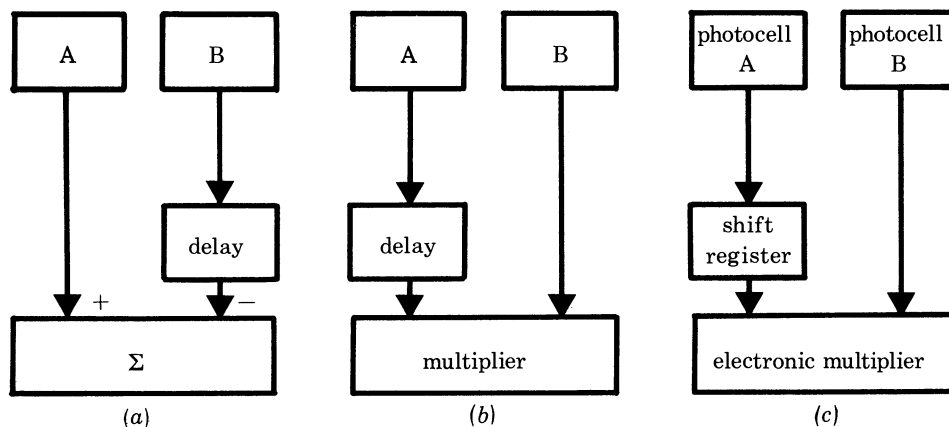 A
B
delay
+
−
Σ
(a)
A
B
delay
multiplier
(b)
photocell
A
photocell
B
shift
register
electronic multiplier
(c)